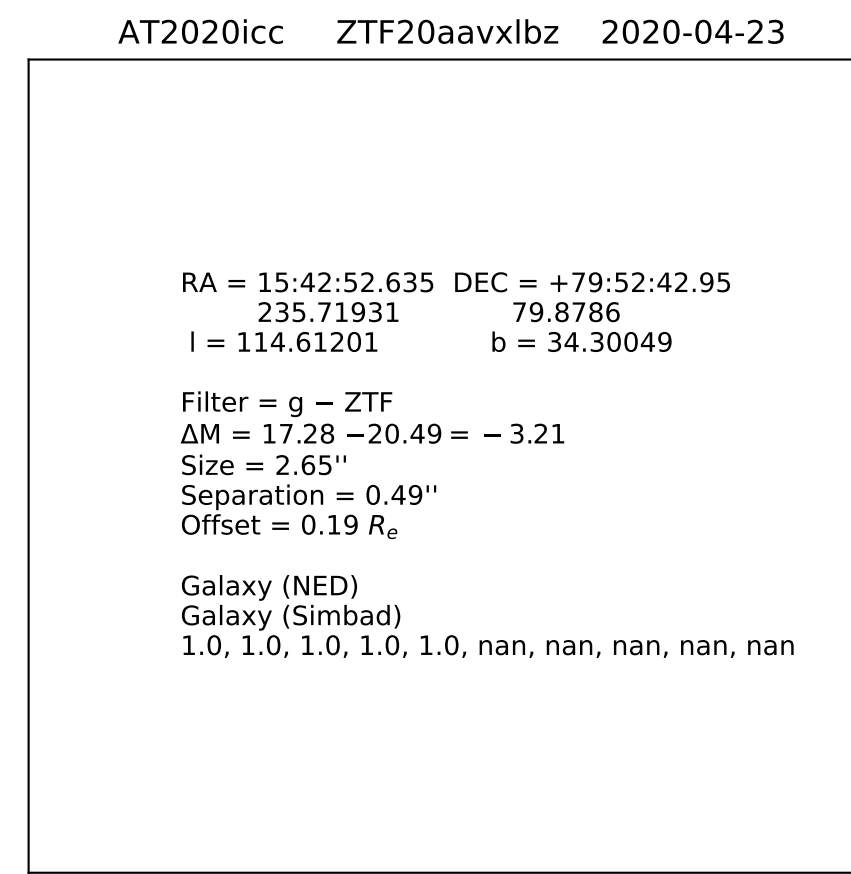 AT2020icc ZTF20aavxlbz 2020-04-23
RA = 15:42:52.635 DEC = +79:52:42.95
235.71931 79.8786
l = 114.61201 b = 34.30049
Filter = g − ZTF
ΔM = 17.28 −20.49 = − 3.21
Size = 2.65''
Separation = 0.49''
Offset = 0.19 Rₑ
Galaxy (NED)
Galaxy (Simbad)
1.0, 1.0, 1.0, 1.0, 1.0, nan, nan, nan, nan, nan